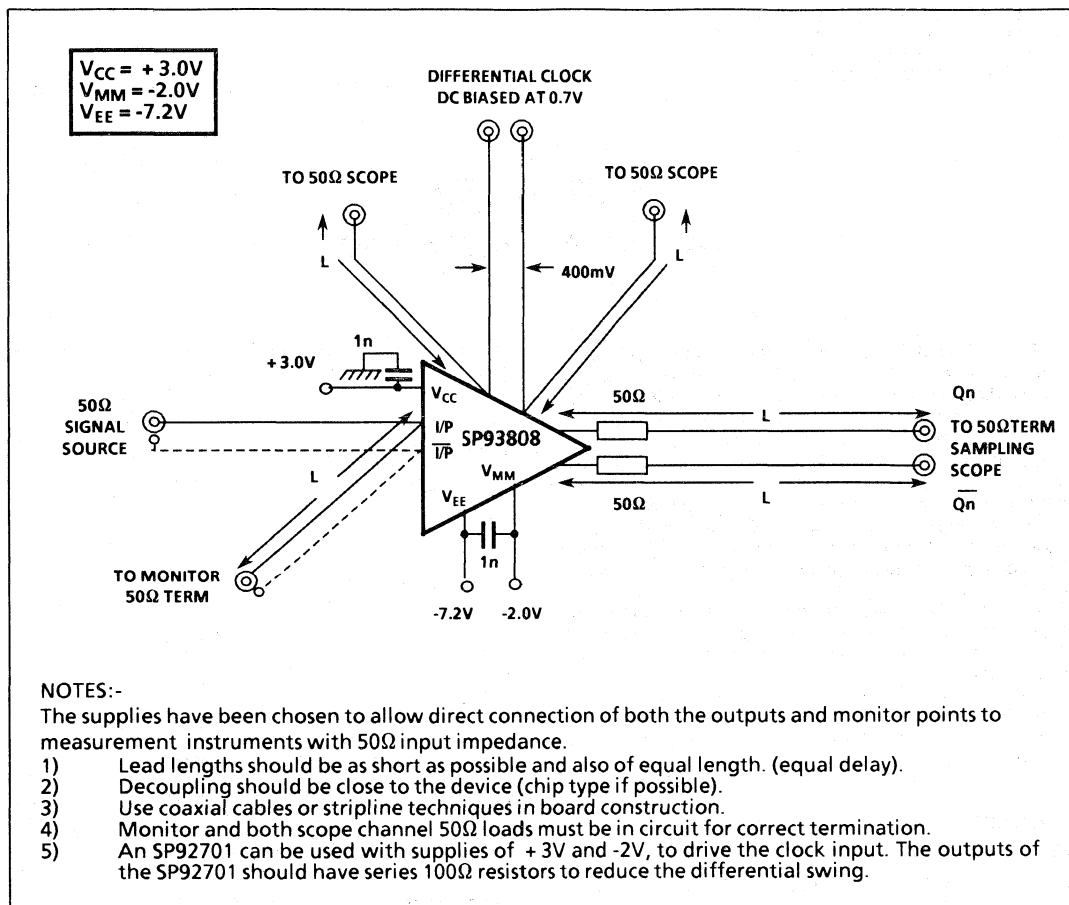 VCC = + 3.0V
VMM = -2.0V
VEE = -7.2V
DIFFERENTIAL CLOCK
DC BIASED AT 0.7V
TO 50Ω SCOPE
TO 50Ω SCOPE
L
L
400mV
1n
+ 3.0V
VCC
50Ω
SIGNAL
SOURCE
I/P
I/P
SP93808
VMM
VEE
50Ω
L
Qn
TO 50Ω TERM
SAMPLING
SCOPE
50Ω
L
Qn
L
1n
TO MONITOR
50Ω TERM
-7.2V
-2.0V
NOTES:-
The supplies have been chosen to allow direct connection of both the outputs and monitor points to
measurement instruments with 50Ω input impedance.
1) Lead lengths should be as short as possible and also of equal length. (equal delay).
2) Decoupling should be close to the device (chip type if possible).
3) Use coaxial cables or stripline techniques in board construction.
4) Monitor and both scope channel 50Ω loads must be in circuit for correct termination.
5) An SP92701 can be used with supplies of + 3V and -2V, to drive the clock input. The outputs of
the SP92701 should have series 100Ω resistors to reduce the differential swing.